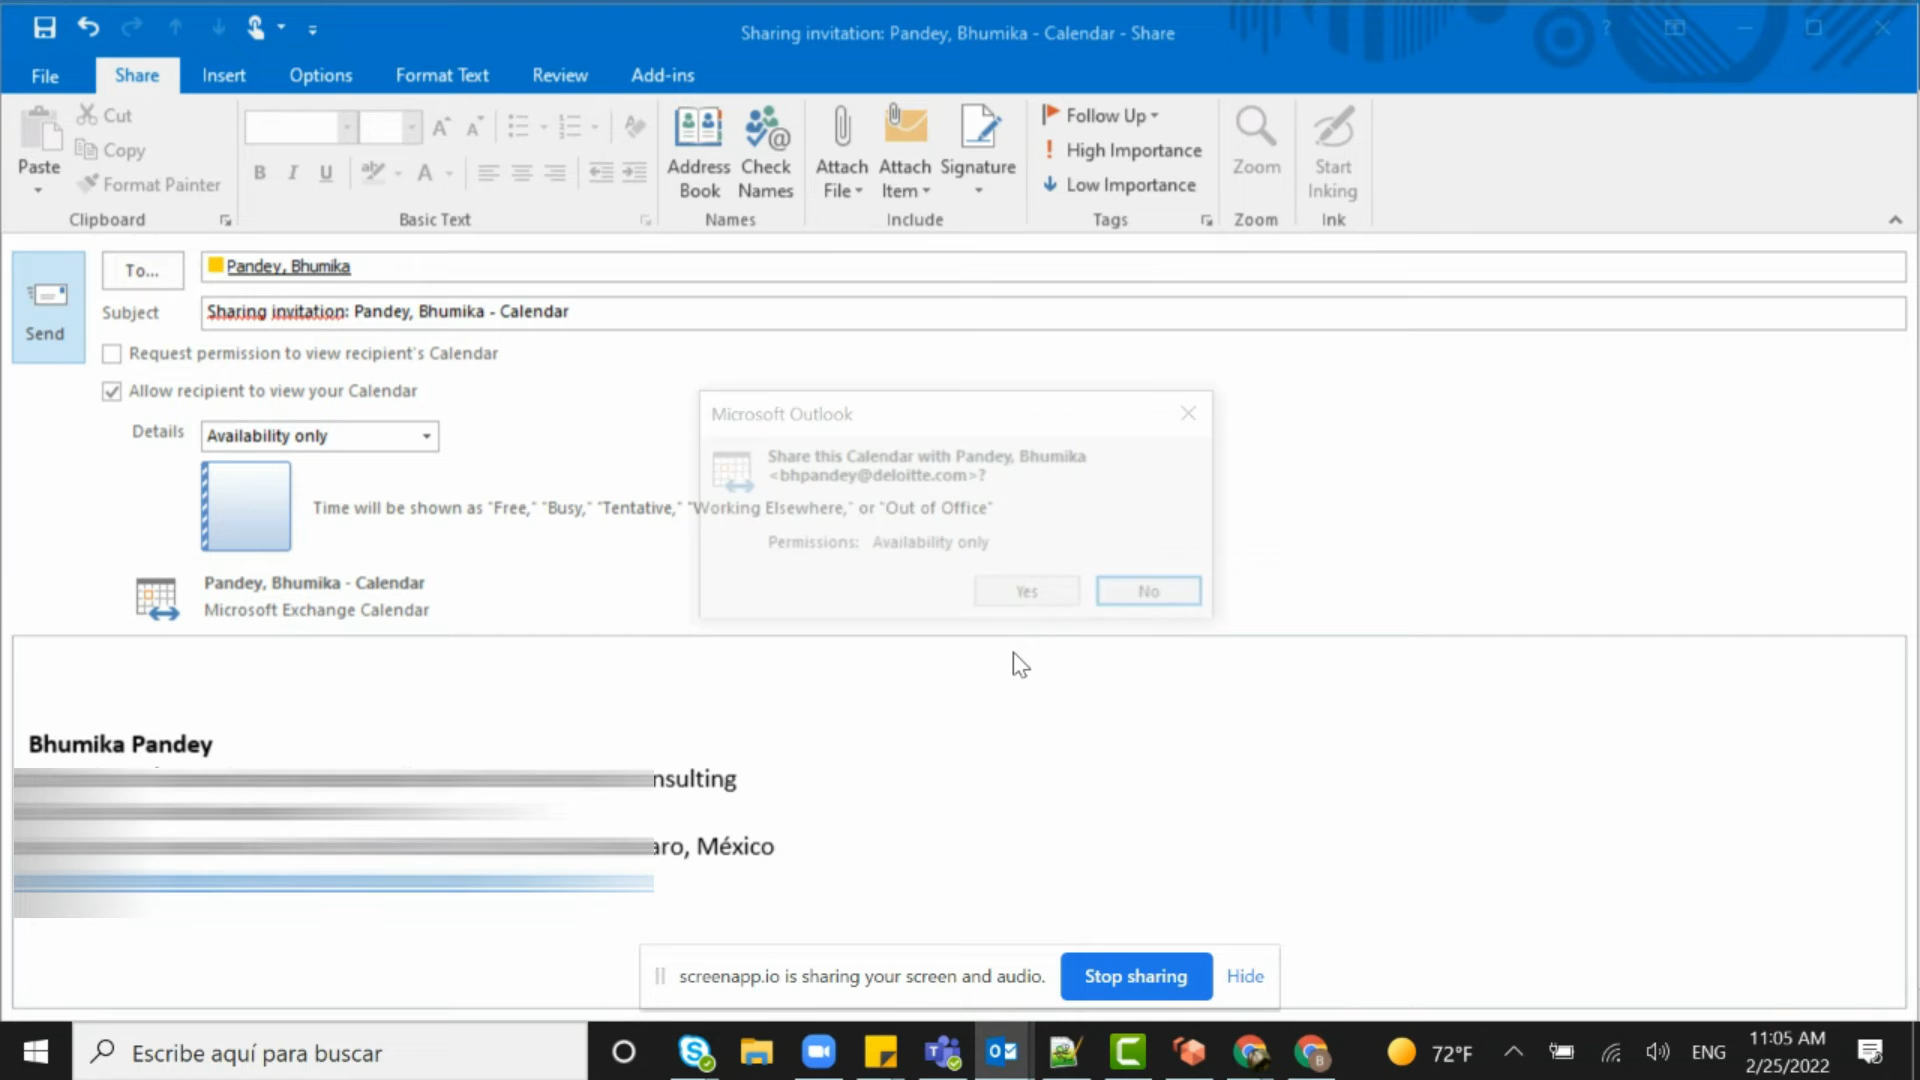 Sharing invitation: Pandey, Bhumika - Calendar - Share
?
File Share Insert Options Format Text Review Add-ins
Paste
Cut
Copy
Format Painter
Clipboard
B I U
Basic Text
Address Book
Check Names
Names
Attach File
Attach Item
Signature
Include
Follow Up
High Importance
Low Importance
Tags
Zoom
Zoom
Start Inking
Ink
Send
To...
Pandey, Bhumika
Subject
Sharing invitation: Pandey, Bhumika - Calendar
Request permission to view recipient's Calendar
Allow recipient to view your Calendar
Details
Availability only
Time will be shown as "Free," "Busy," "Tentative," "Working Elsewhere," or "Out of Office"
Pandey, Bhumika - Calendar
Microsoft Exchange Calendar
Microsoft Outlook
Share this Calendar with Pandey, Bhumika
<bhpandey@deloitte.com>?
Permissions: Availability only
Yes
No
Bhumika Pandey
nsulting
aro, México
screenapp.io is sharing your screen and audio.
Stop sharing
Hide
Escribe aquí para buscar
72°F
ENG
11:05 AM
2/25/2022